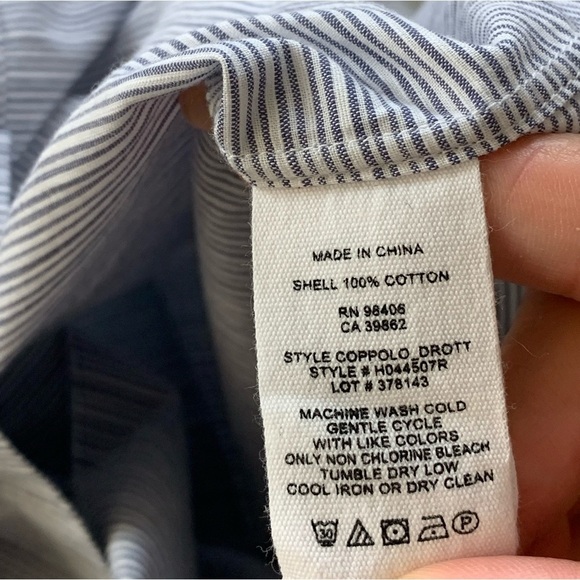 MADE IN CHINA
SHELL 100% COTTON
RN 98406
CA 39862
STYLE COPPOLO_DROTT
STYLE # H044507R
LOT # 378143
MACHINE WASH COLD
GENTLE CYCLE
WITH LIKE COLORS
ONLY NON CHLORINE BLEACH
TUMBLE DRY LOW
COOL IRON OR DRY CLEAN
30 P